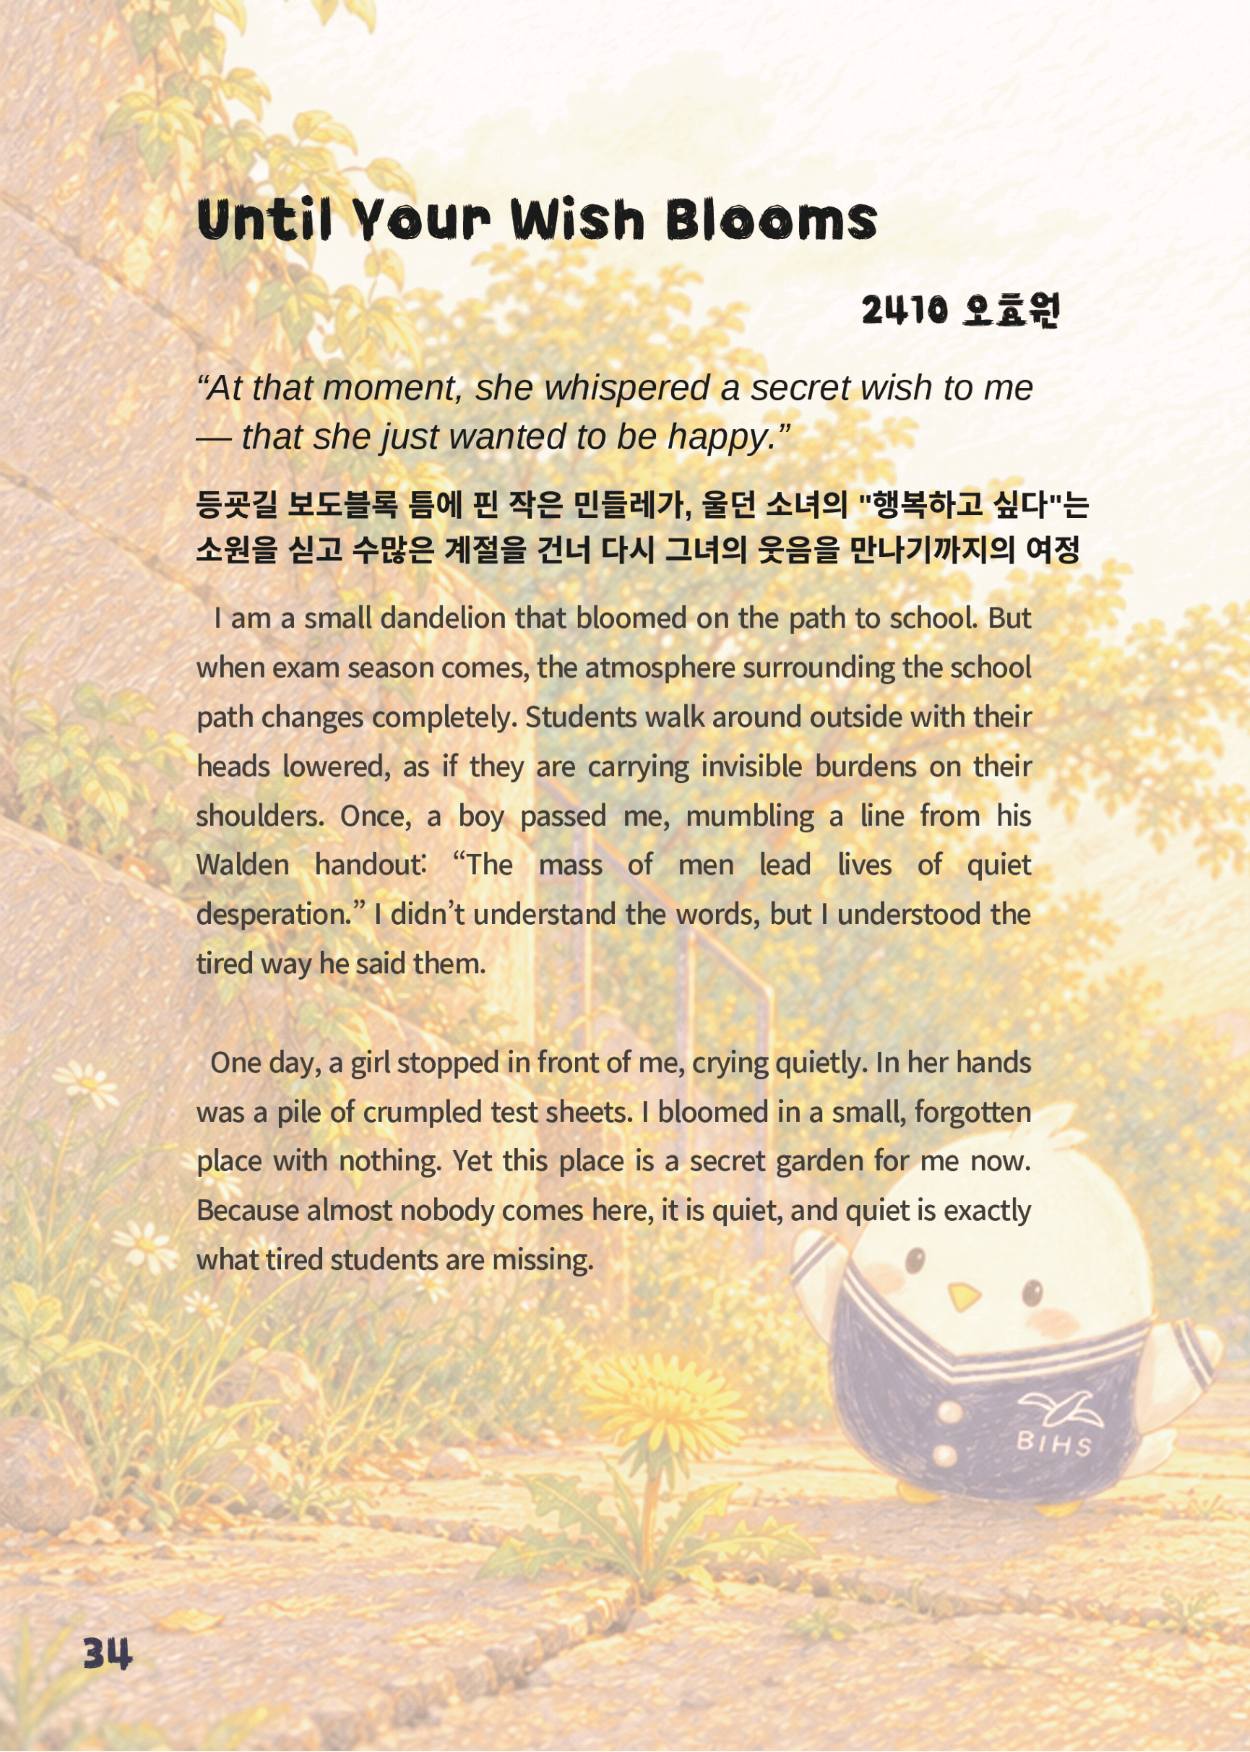 Until Your Wish Blooms
2410 오효원
“At that moment, she whispered a secret wish to me
— that she just wanted to be happy.”
등굣길 보도블록 틈에 핀 작은 민들레가, 울던 소녀의 "행복하고 싶다"는
소원을 싣고 수많은 계절을 건너 다시 그녀의 웃음을 만나기까지의 여정
I am a small dandelion that bloomed on the path to school. But
when exam season comes, the atmosphere surrounding the school
path changes completely. Students walk around outside with their
heads lowered, as if they are carrying invisible burdens on their
shoulders. Once, a boy passed me, mumbling a line from his
Walden handout: “The mass of men lead lives of quiet
desperation.” I didn’t understand the words, but I understood the
tired way he said them.
One day, a girl stopped in front of me, crying quietly. In her hands
was a pile of crumpled test sheets. I bloomed in a small, forgotten
place with nothing. Yet this place is a secret garden for me now.
Because almost nobody comes here, it is quiet, and quiet is exactly
what tired students are missing.
BIHS
34